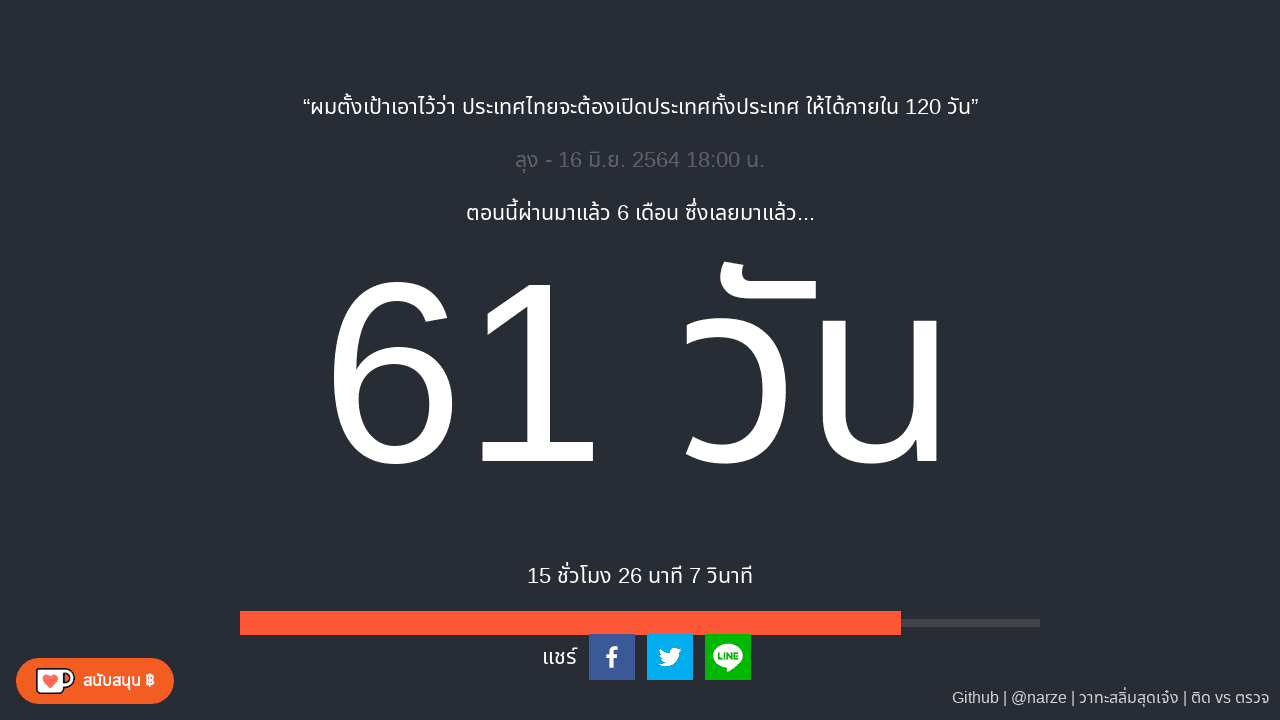 “ผมตั้งเป้าเอาไว้ว่า ประเทศไทยจะต้องเปิดประเทศทั้งประเทศ ให้ได้ภายใน 120 วัน”
ลุง - 16 มิ.ย. 2564 18:00 น.
ตอนนี้ผ่านมาแล้ว 6 เดือน ซึ่งเลยมาแล้ว...
61 วัน
15 ชั่วโมง 26 นาที 7 วินาที
แชร์
LINE
สนับสนุน ฿
Github | @narze | วาทะสลิ่มสุดเจ๋ง | ติด vs ตรวจ